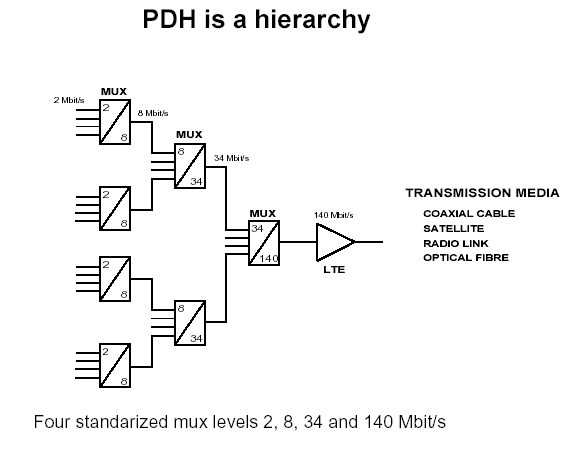 PDH is a hierarchy
MUX
2 Mbit/s
2
8
8 Mbit/s
MUX
8
34
34 Mbit/s
2
8
MUX
34
140
140 Mbit/s
LTE
TRANSMISSION MEDIA
COAXIAL CABLE
SATELLITE
RADIO LINK
OPTICAL FIBRE
2
8
8
34
2
8
Four standarized mux levels 2, 8, 34 and 140 Mbit/s